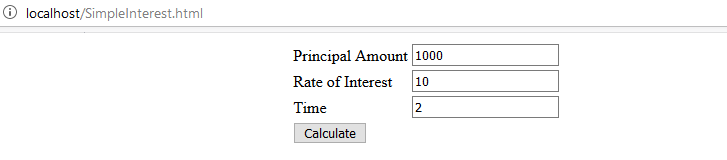 localhost/SimpleInterest.html
Principal Amount 1000
Rate of Interest 10
Time 2
Calculate